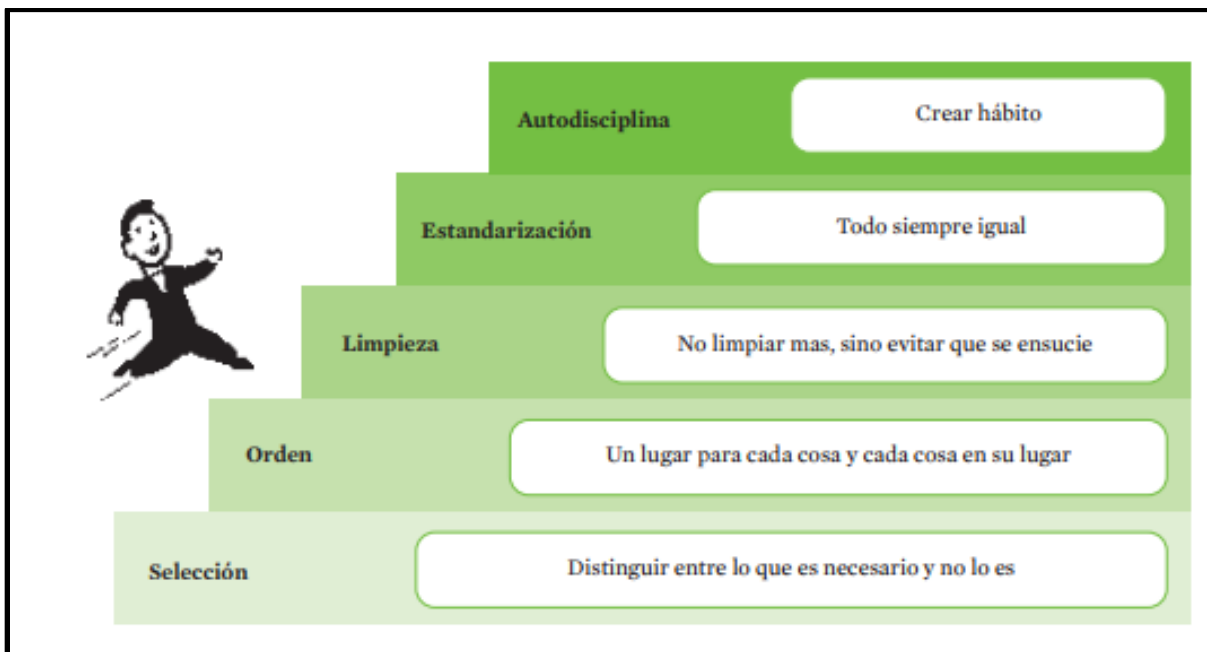 Autodisciplina
Crear hábito
Estandarización
Todo siempre igual
Limpieza
No limpiar mas, sino evitar que se ensucie
Orden
Un lugar para cada cosa y cada cosa en su lugar
Selección
Distinguir entre lo que es necesario y no lo es